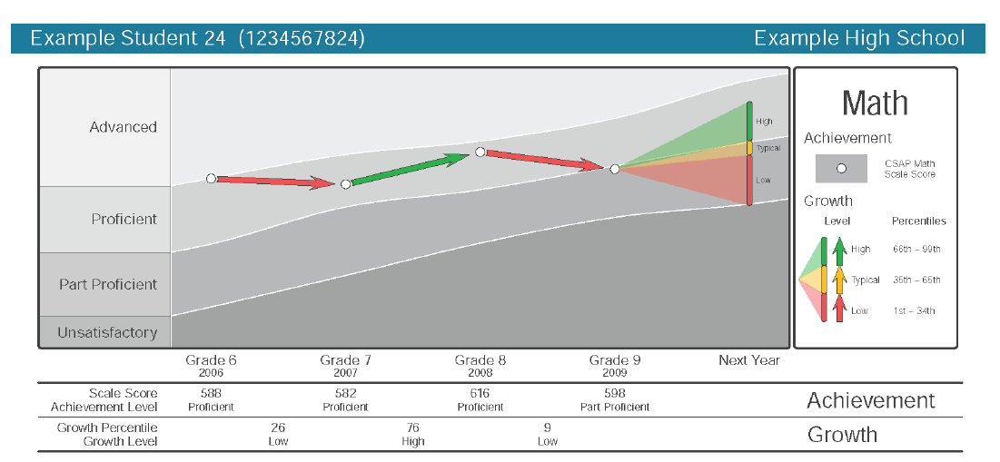 Example Student 24 (1234567824)
Example High School
Advanced
Proficient
Part Proficient
Unsatisfactory
High
Typical
Low
Math
Achievement
CSAP Math
Scale Score
Growth
Level Percentiles
High 66th – 99th
Typical 35th – 65th
Low 1st – 34th
Grade 6 Grade 7 Grade 8 Grade 9 Next Year
2006 2007 2008 2009
Scale Score 588 582 616 598
Achievement Level Proficient Proficient Proficient Part Proficient
Achievement
Growth Percentile 26 76 9
Growth Level Low High Low
Growth